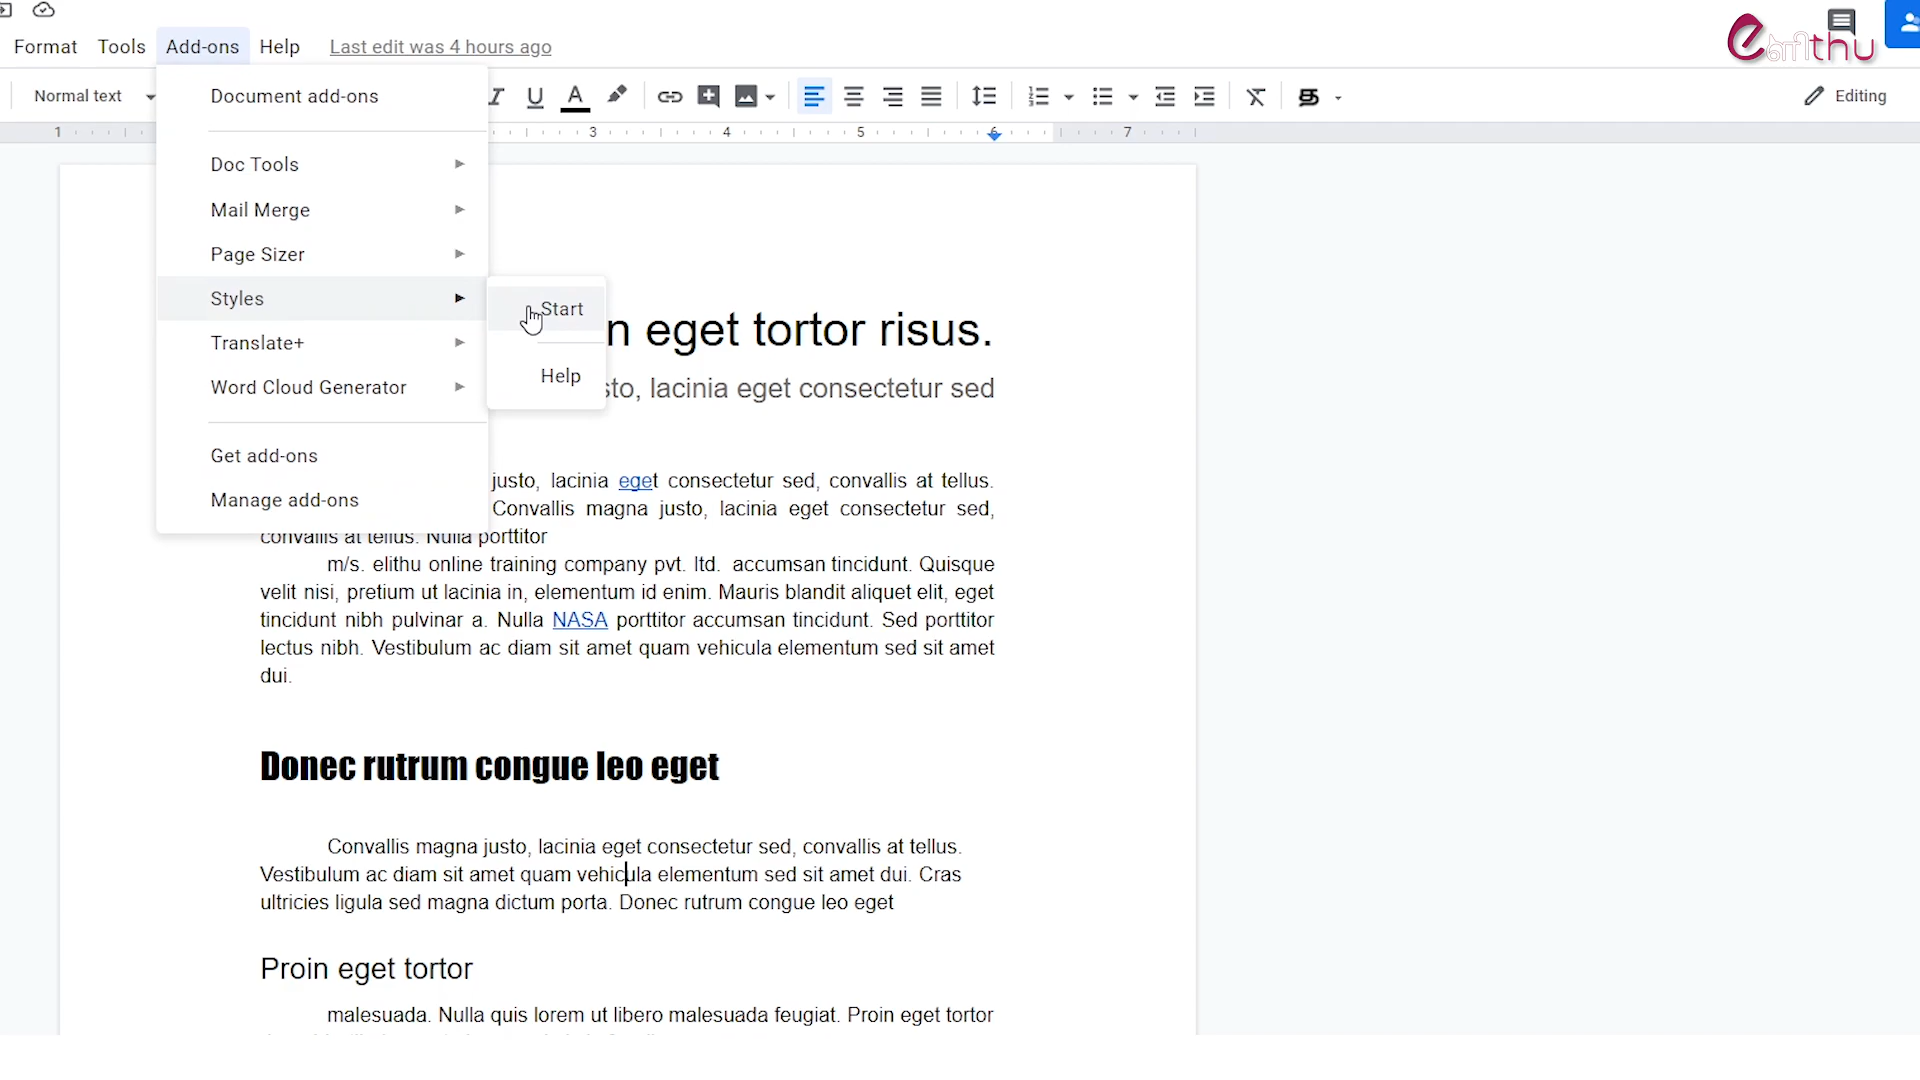 எளிthu
Format Tools Add-ons Help Last edit was 4 hours ago
Normal text
Editing
1 3 4 5 6 7
Document add-ons
Doc Tools
Mail Merge
Page Sizer
Styles
Translate+
Word Cloud Generator
Get add-ons
Manage add-ons
Start
Help
n eget tortor risus.
sto, lacinia eget consectetur sed
justo, lacinia eget consectetur sed, convallis at tellus.
Convallis magna justo, lacinia eget consectetur sed,
convallis at tellus. Nulla porttitor
m/s. elithu online training company pvt. ltd. accumsan tincidunt. Quisque
velit nisi, pretium ut lacinia in, elementum id enim. Mauris blandit aliquet elit, eget
tincidunt nibh pulvinar a. Nulla NASA porttitor accumsan tincidunt. Sed porttitor
lectus nibh. Vestibulum ac diam sit amet quam vehicula elementum sed sit amet
dui.
Donec rutrum congue leo eget
Convallis magna justo, lacinia eget consectetur sed, convallis at tellus.
Vestibulum ac diam sit amet quam vehicula elementum sed sit amet dui. Cras
ultricies ligula sed magna dictum porta. Donec rutrum congue leo eget
Proin eget tortor
malesuada. Nulla quis lorem ut libero malesuada feugiat. Proin eget tortor